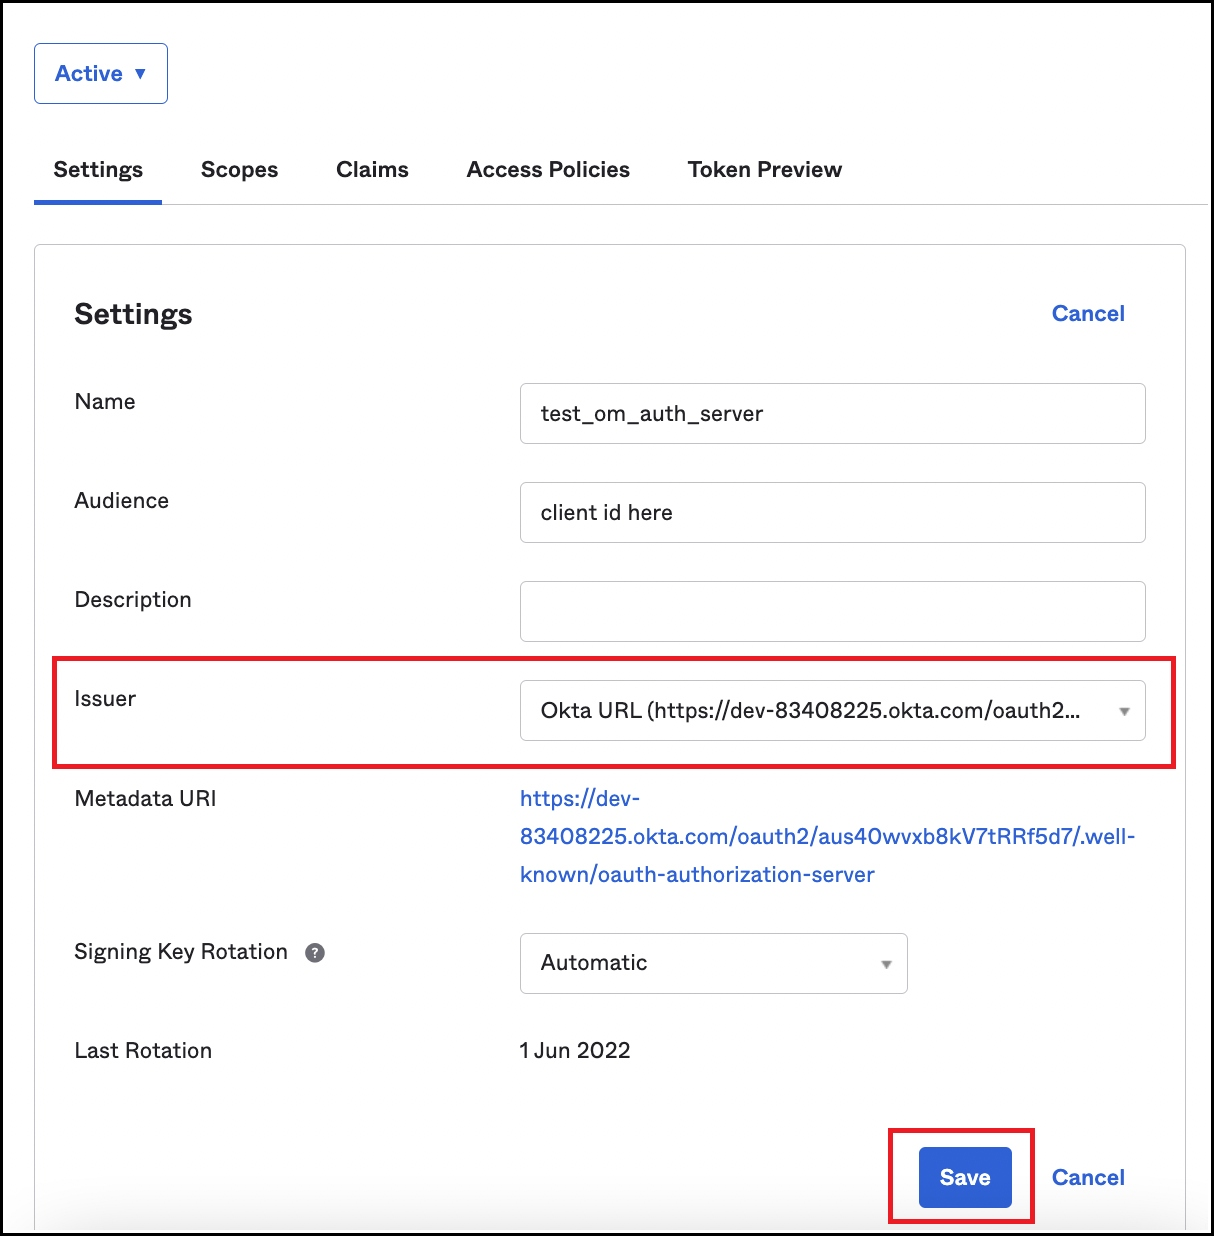 Active ▼
Settings Scopes Claims Access Policies Token Preview
Settings Cancel
Name test_om_auth_server
Audience client id here
Description
Issuer Okta URL (https://dev-83408225.okta.com/oauth2...
Metadata URI https://dev-
83408225.okta.com/oauth2/aus40wvxb8kV7tRRf5d7/.well-
known/oauth-authorization-server
Signing Key Rotation ? Automatic
Last Rotation 1 Jun 2022
Save Cancel